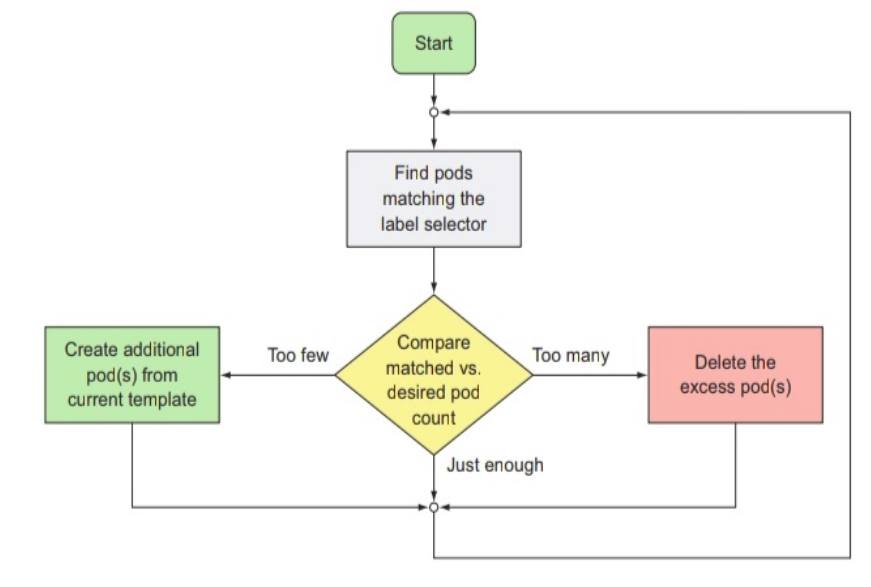 Start
Find pods
matching the
label selector
Compare
matched vs.
desired pod
count
Too few
Too many
Create additional
pod(s) from
current template
Delete the
excess pod(s)
Just enough